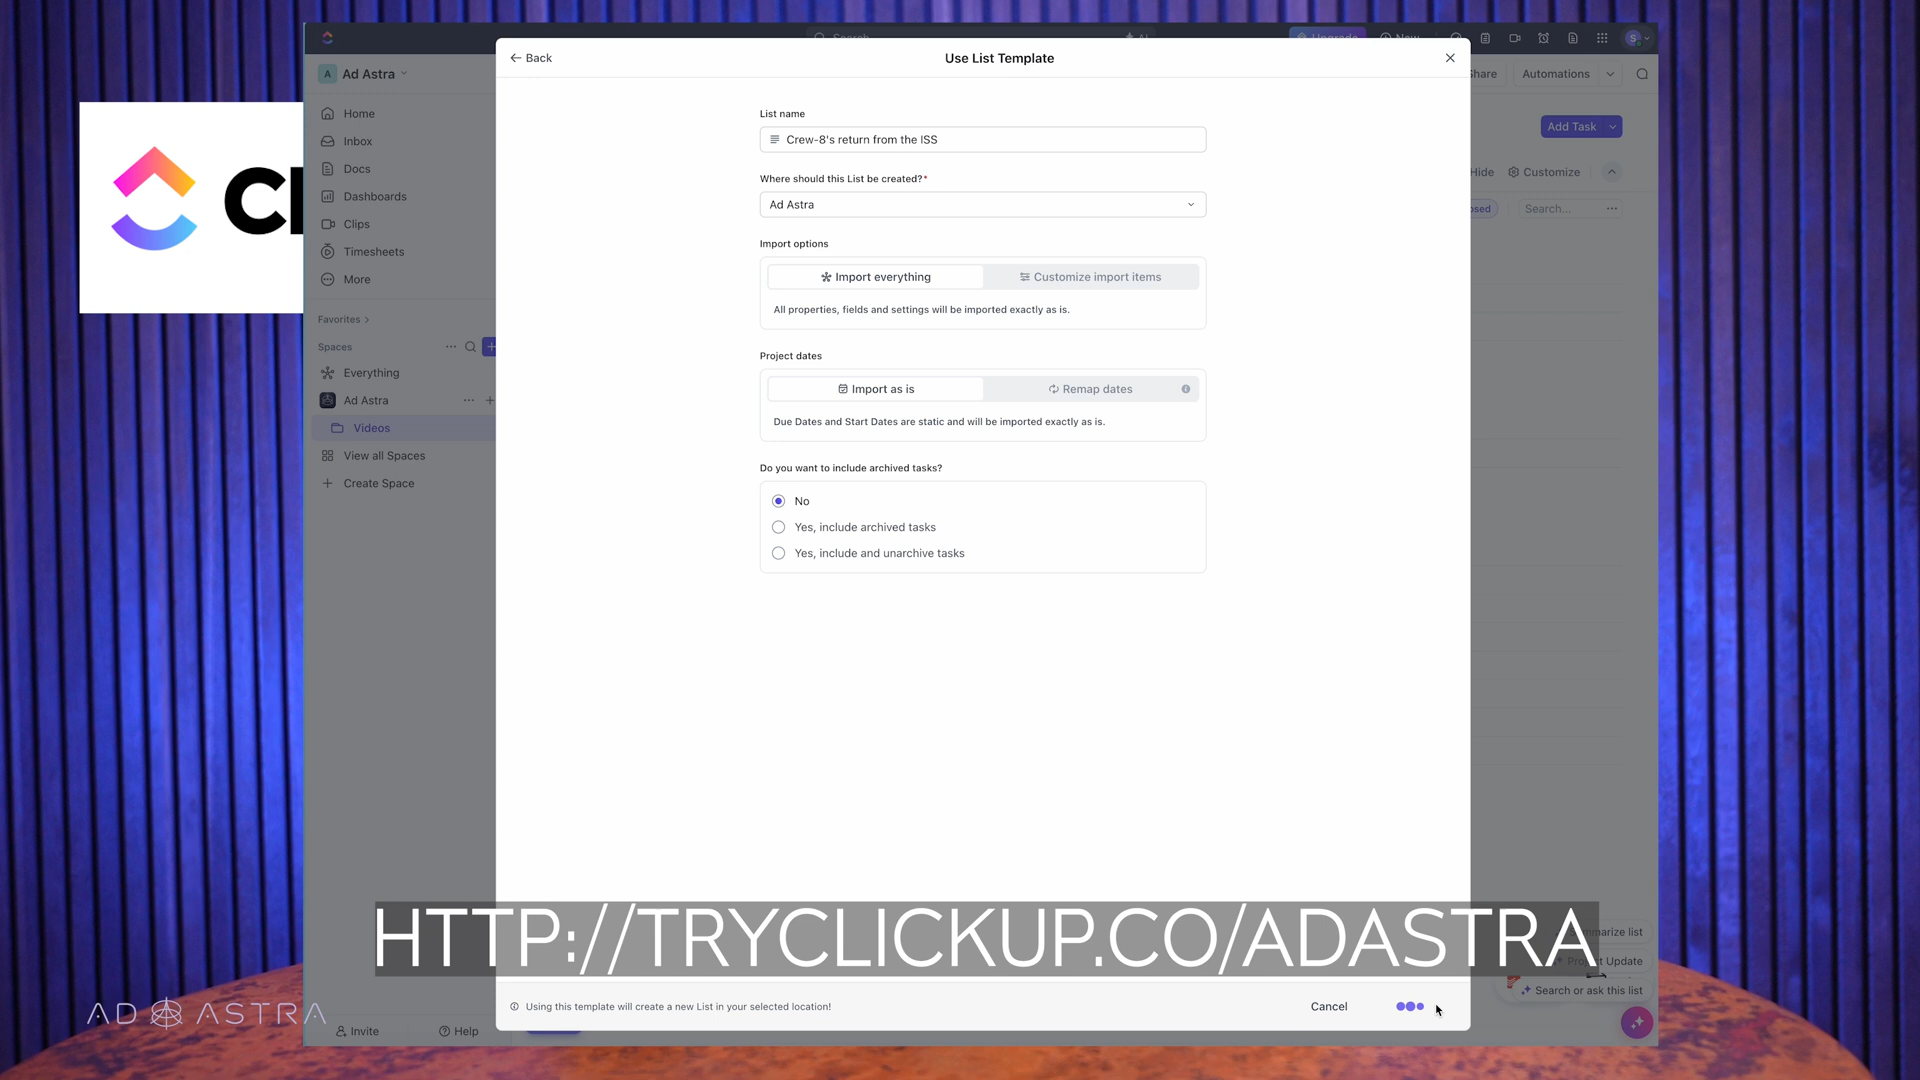 Search
AI
Upgrade
New
S
← Back
Use List Template
A Ad Astra
Share
Automations
Home
Inbox
Docs
Dashboards
Clips
Timesheets
More
Favorites
Spaces
Everything
Ad Astra
Videos
View all Spaces
Create Space
Invite
Help
List name
Crew-8's return from the ISS
Where should this List be created?*
Ad Astra
Import options
Import everything
Customize import items
All properties, fields and settings will be imported exactly as is.
Project dates
Import as is
Remap dates
Due Dates and Start Dates are static and will be imported exactly as is.
Do you want to include archived tasks?
No
Yes, include archived tasks
Yes, include and unarchive tasks
Add Task
Hide
Customize
Search...
HTTP://TRYCLICKUP.CO/ADASTRA
Update
Search or ask this list
Using this template will create a new List in your selected location!
Cancel
AD ASTRA